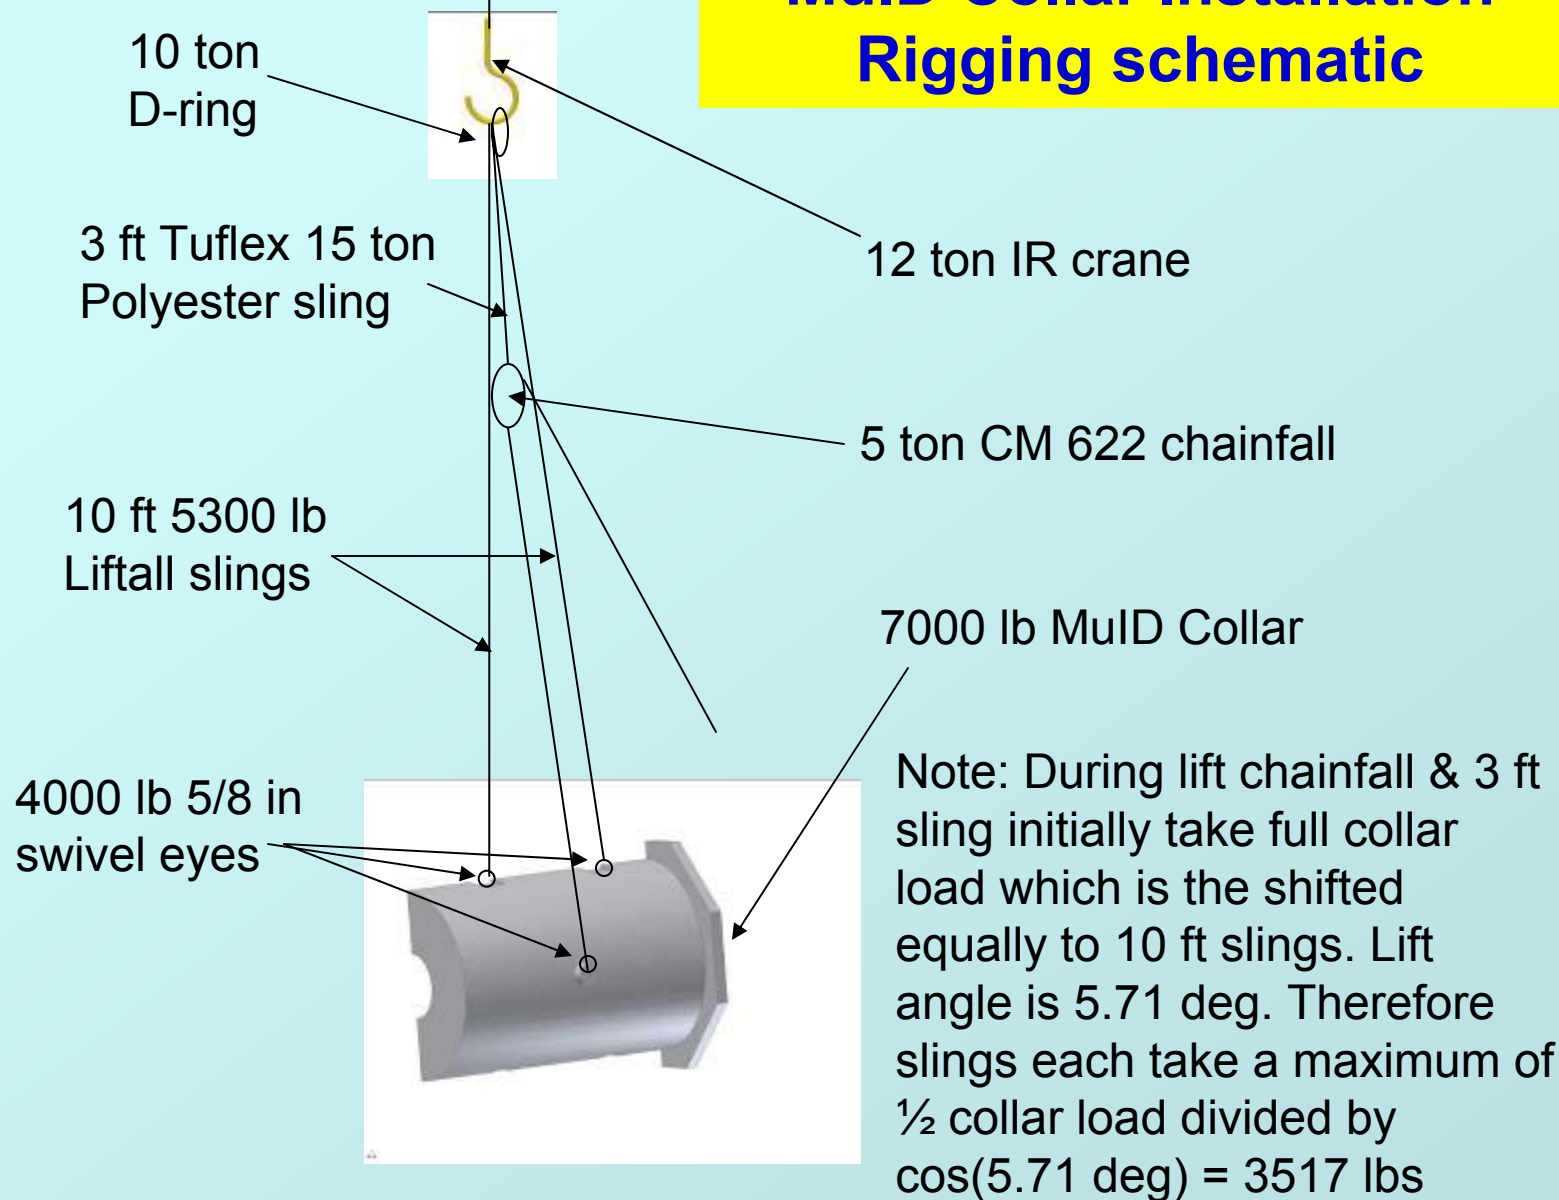 MuID Collar Installation
Rigging schematic
10 ton
D-ring
3 ft Tuflex 15 ton
Polyester sling
12 ton IR crane
5 ton CM 622 chainfall
10 ft 5300 lb
Liftall slings
7000 lb MuID Collar
4000 lb 5/8 in
swivel eyes
Note: During lift chainfall & 3 ft
sling initially take full collar
load which is the shifted
equally to 10 ft slings. Lift
angle is 5.71 deg. Therefore
slings each take a maximum of
½ collar load divided by
cos(5.71 deg) = 3517 lbs